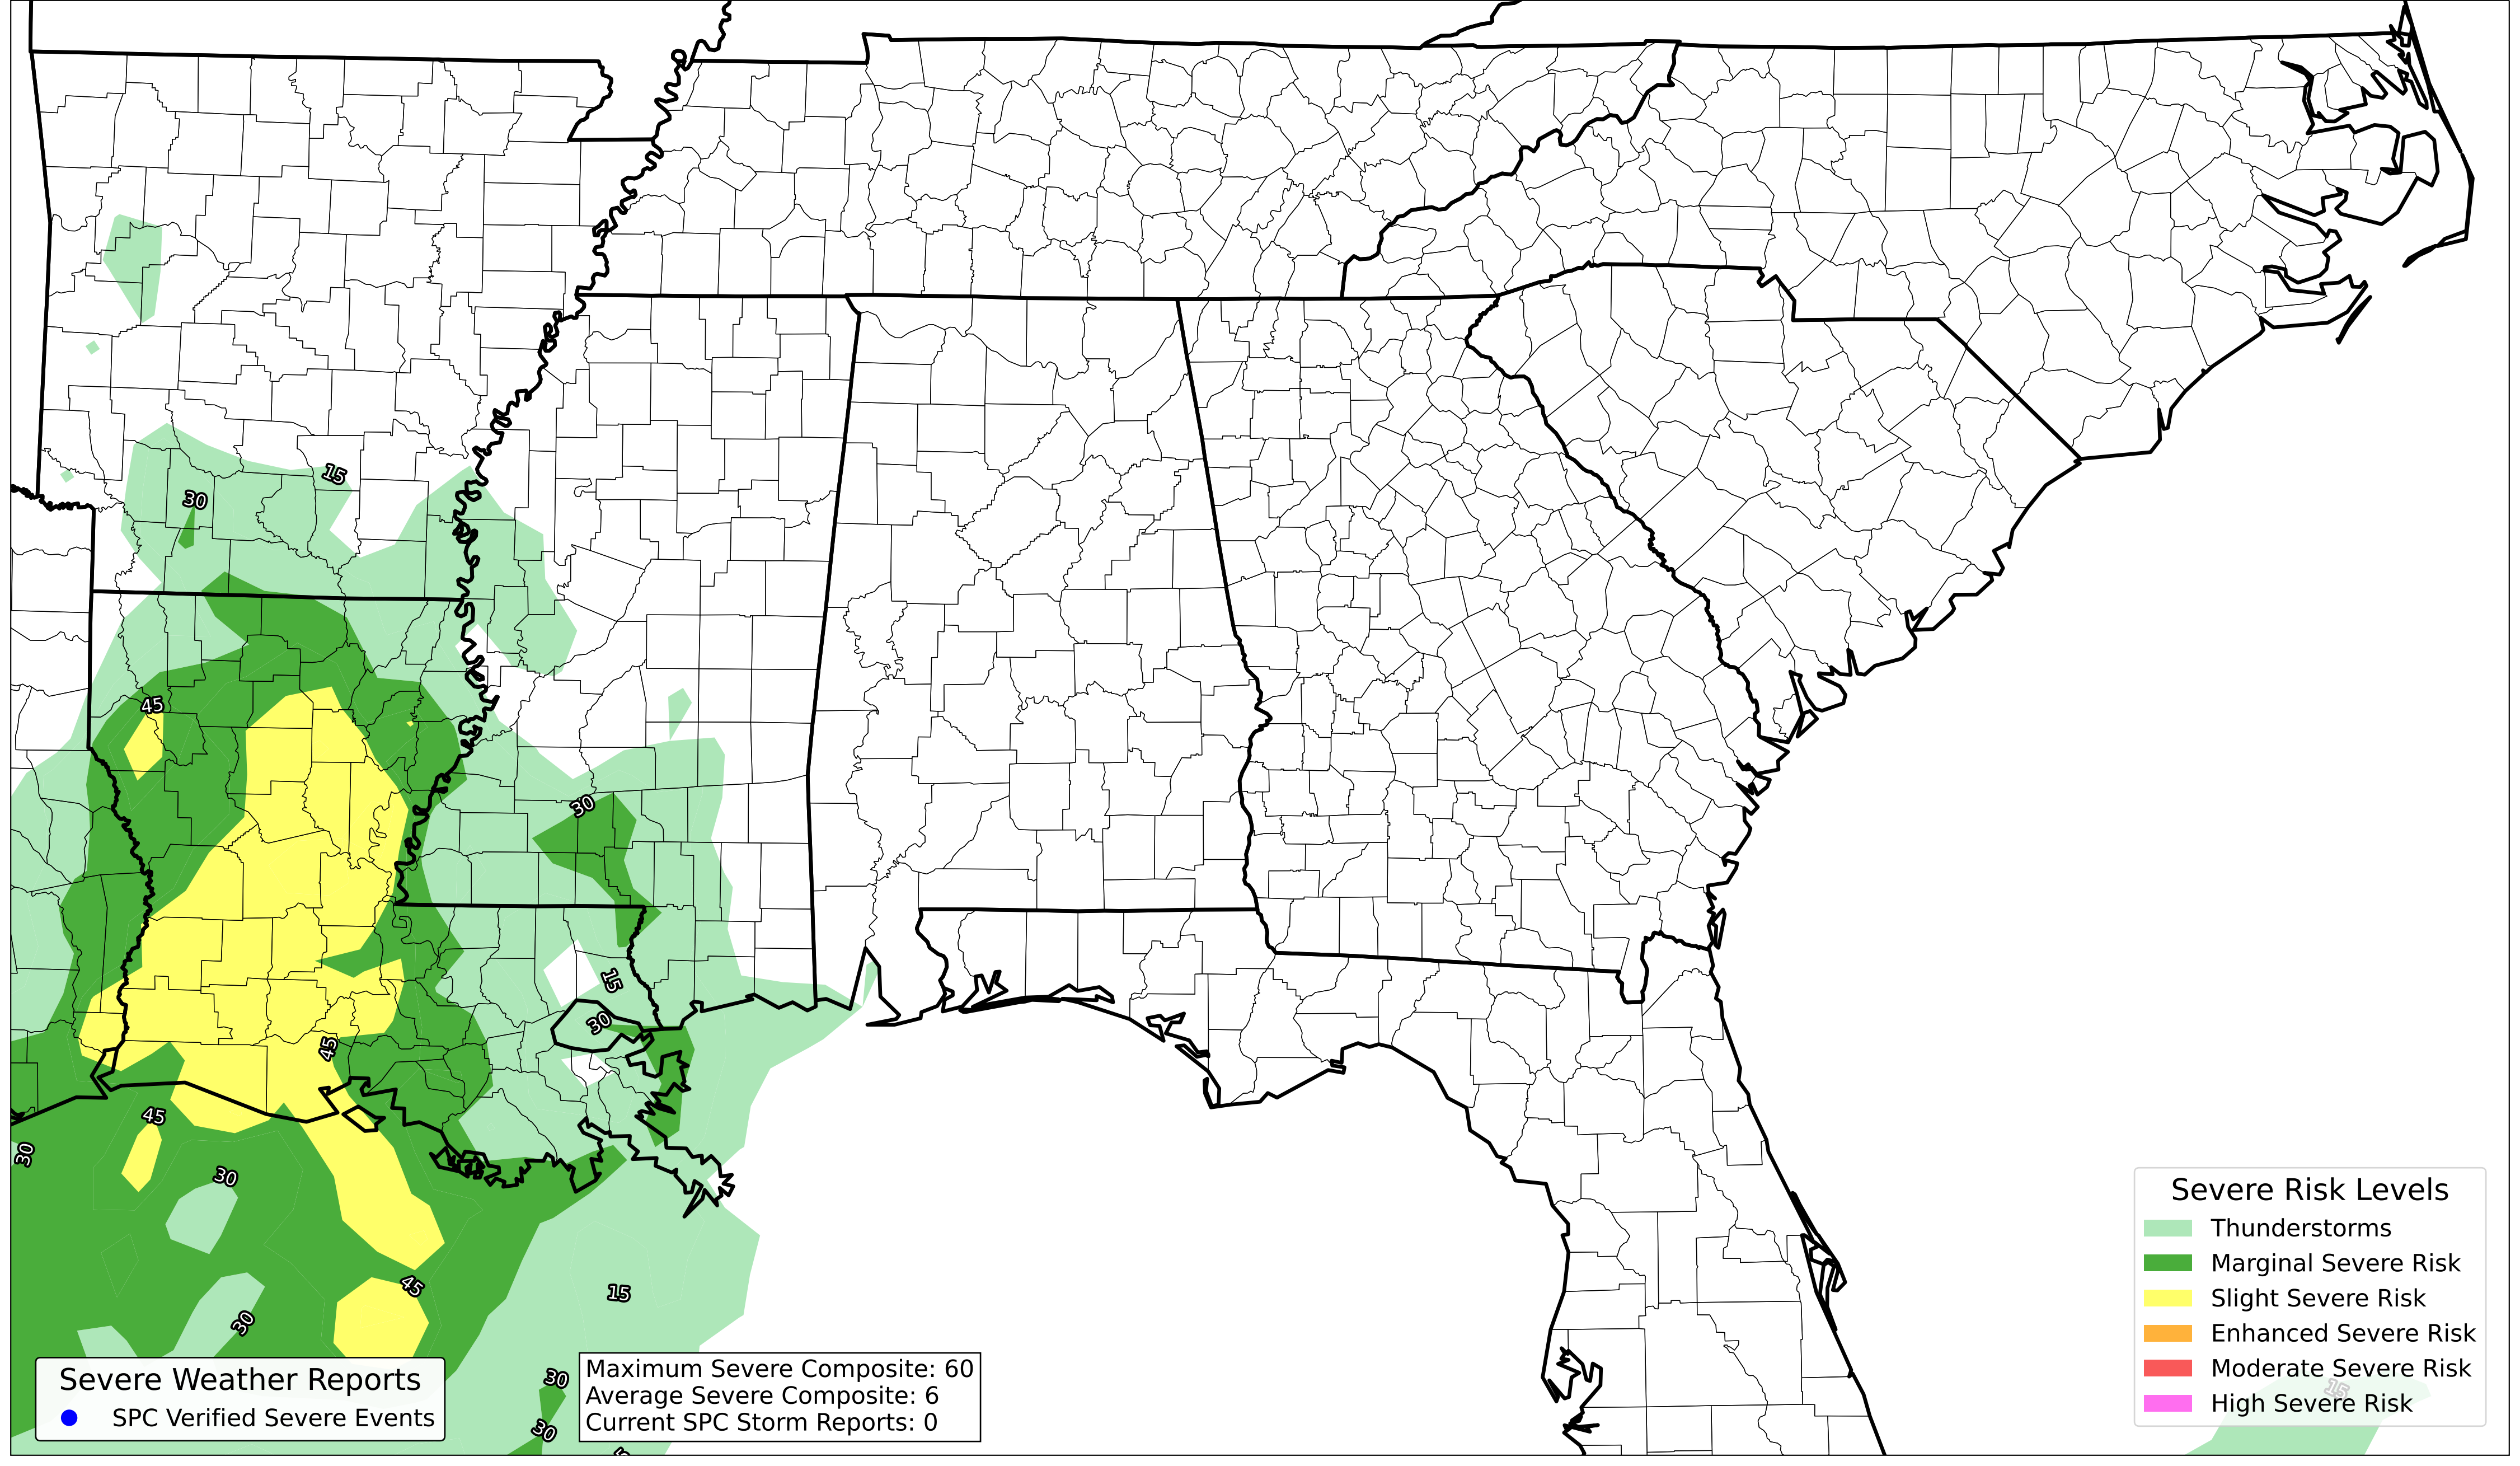 15
30
45
30
15
30
45
45
30
30
45
15
30
30
30
Severe Risk Levels
Thunderstorms
Marginal Severe Risk
Slight Severe Risk
Enhanced Severe Risk
Moderate Severe Risk
15
High Severe Risk
Severe Weather Reports
SPC Verified Severe Events
Maximum Severe Composite: 60
Average Severe Composite: 6
Current SPC Storm Reports: 0